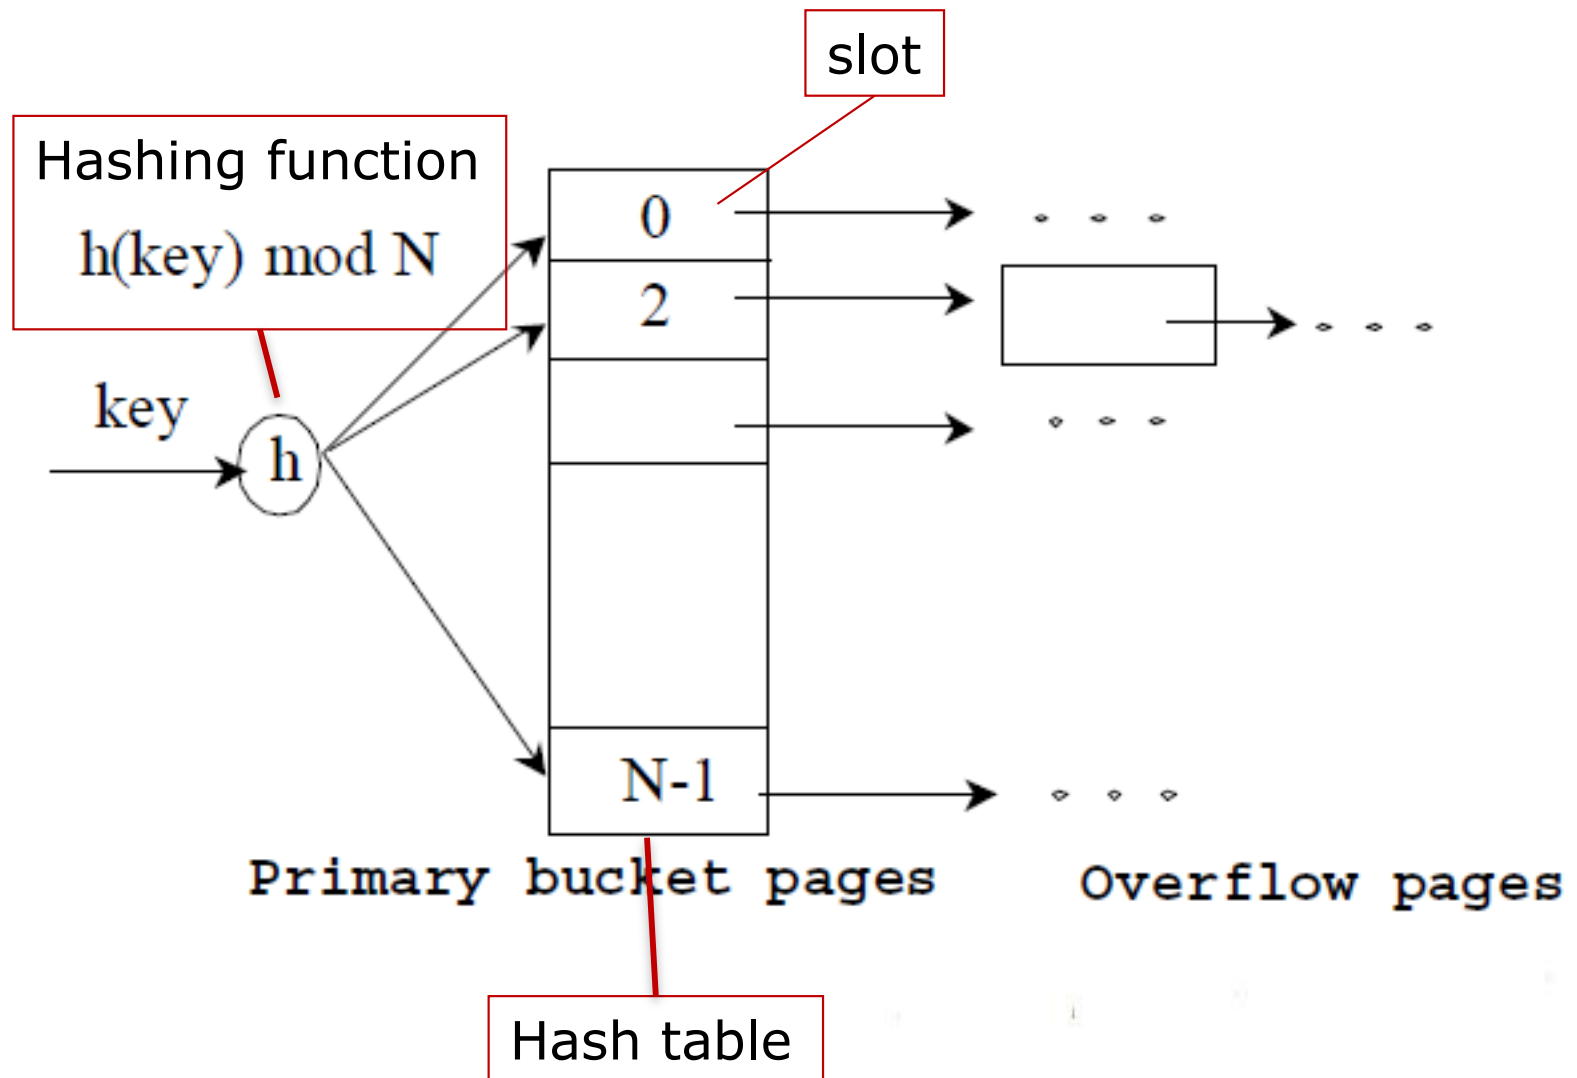 slot
Hashing function
h(key) mod N
0
2
key
h
N-1
Primary bucket pages
Overflow pages
Hash table